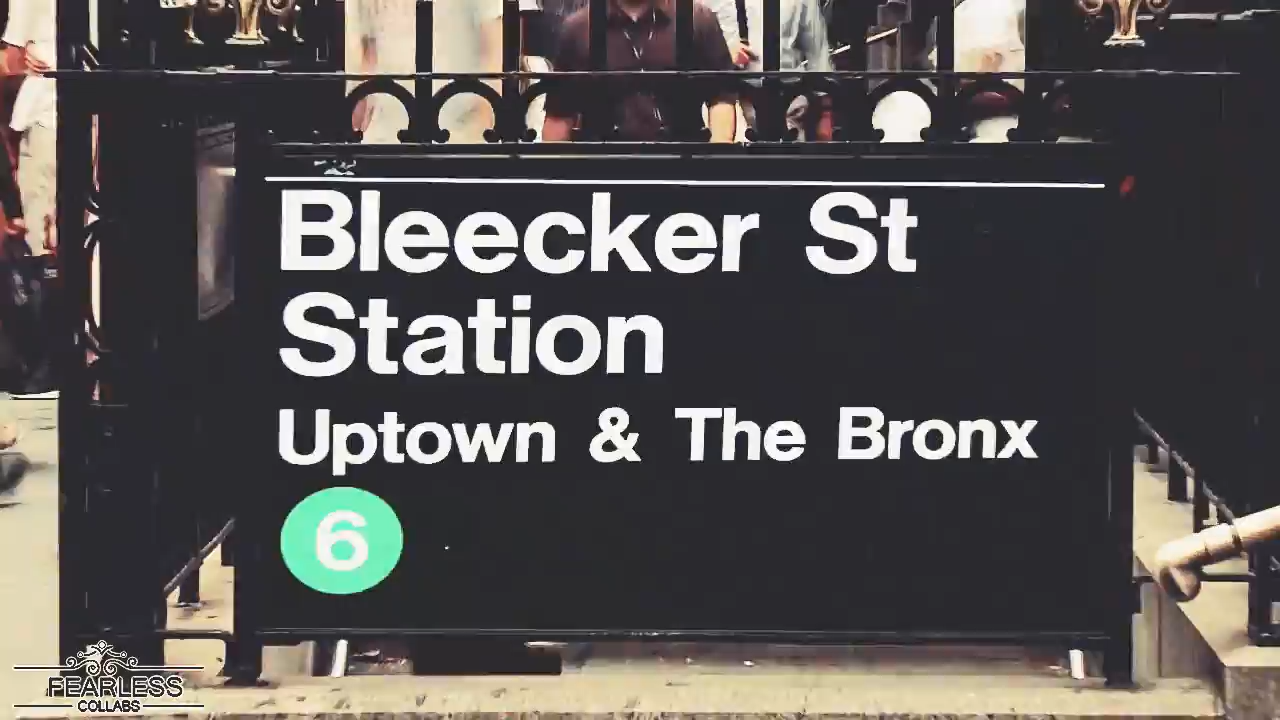 Bleecker St
Station
Uptown & The Bronx
6
FEARLESS
COLLABS